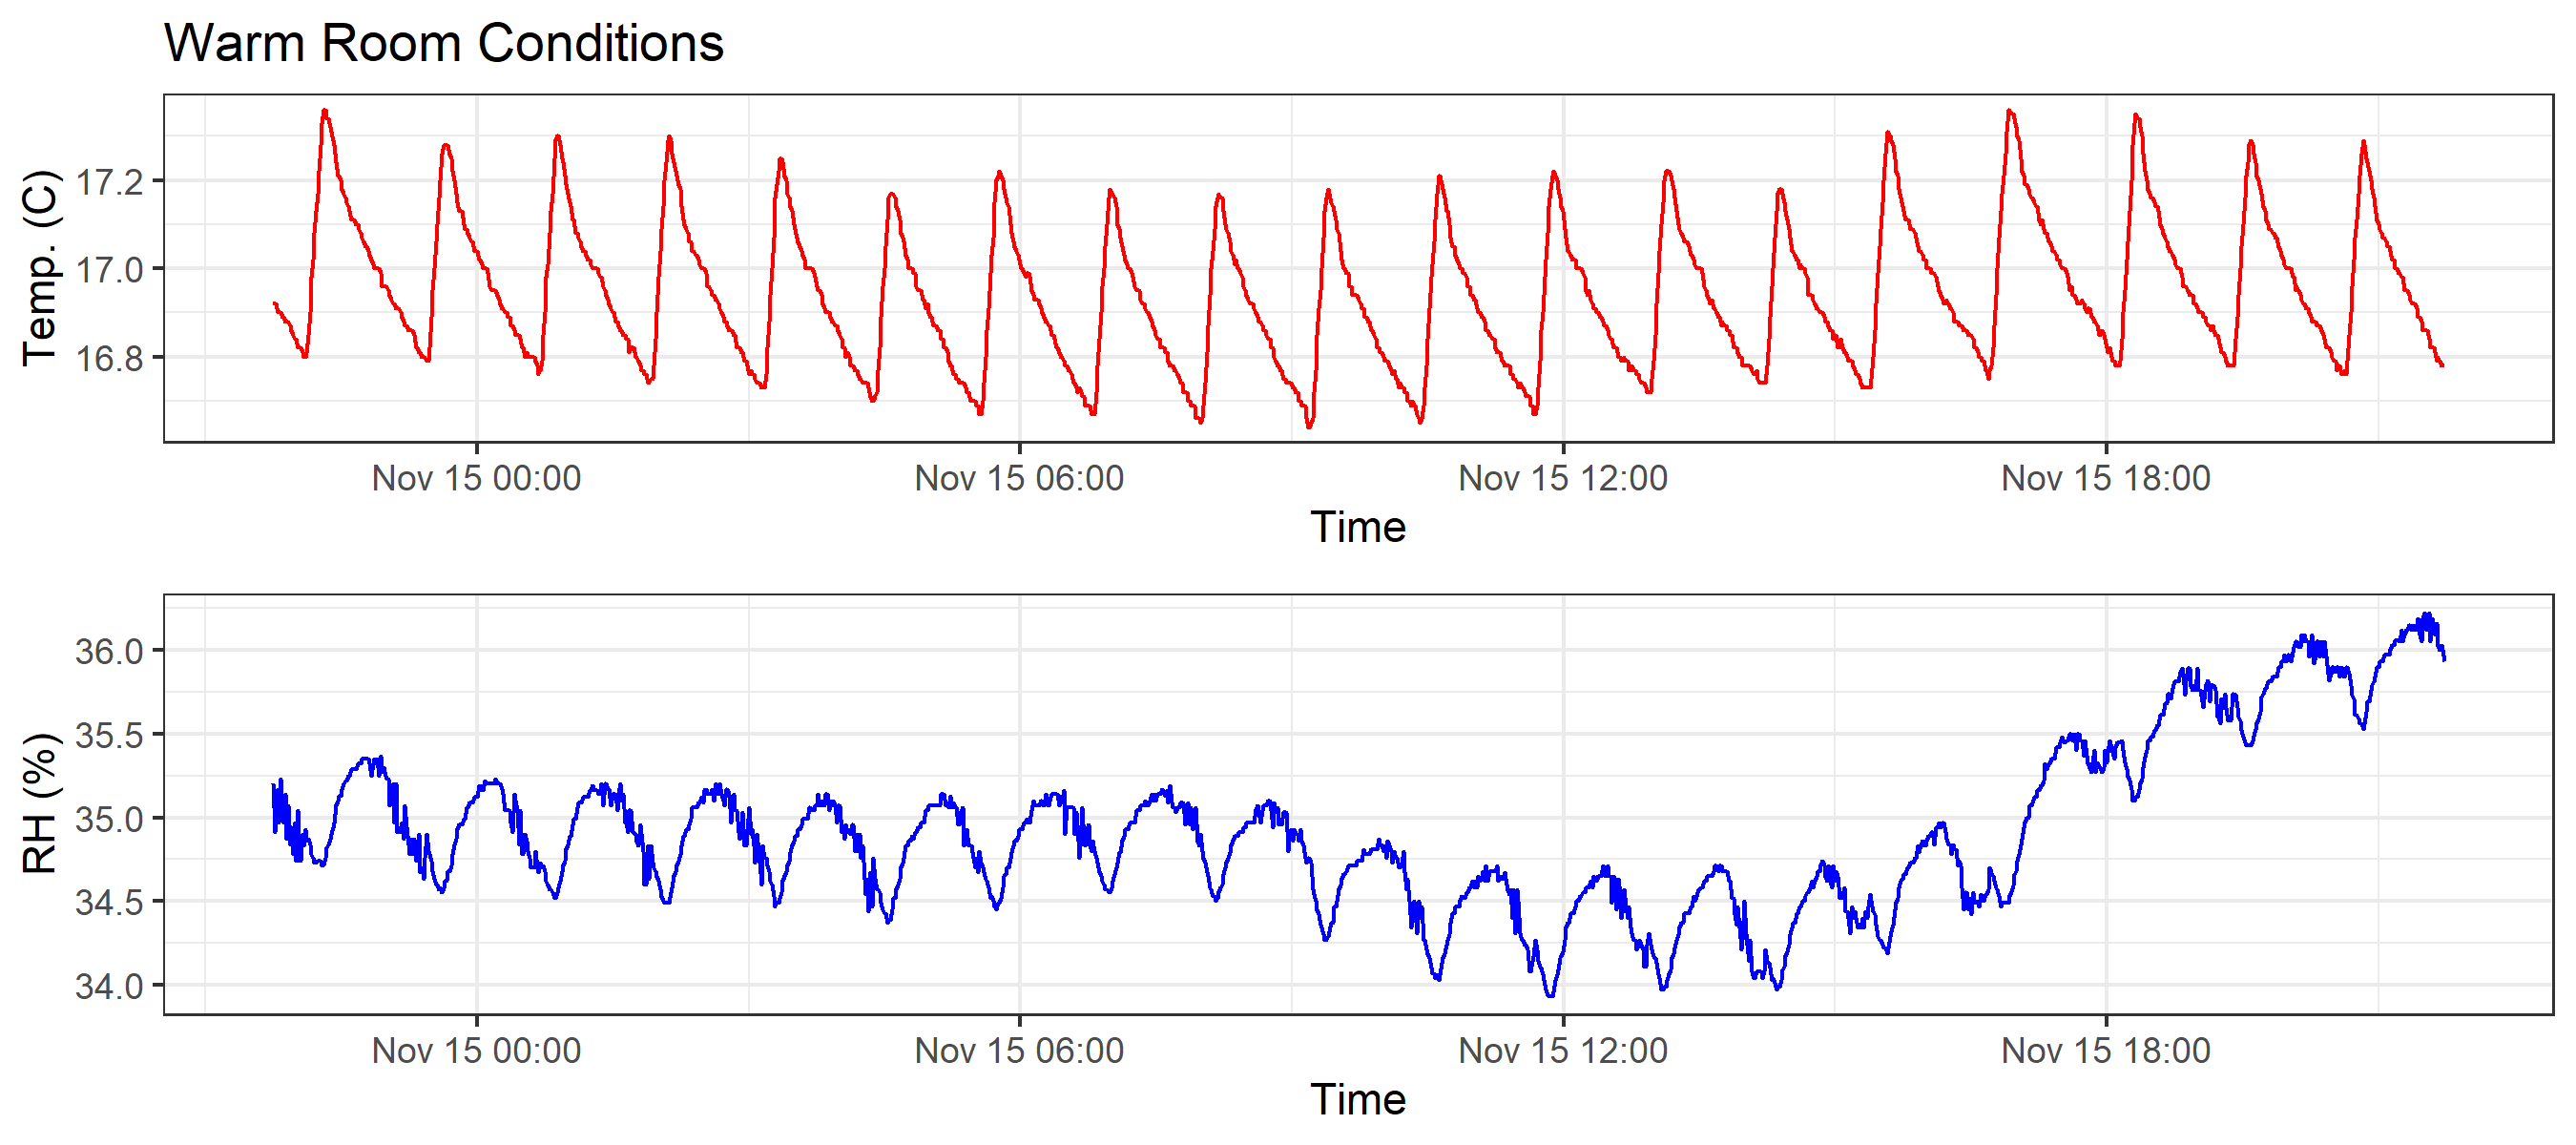 Warm Room Conditions
Temp. (C)
17.2
17.0
16.8
Nov 15 00:00 Nov 15 06:00 Nov 15 12:00 Nov 15 18:00
Time
RH (%)
36.0
35.5
35.0
34.5
34.0
Nov 15 00:00 Nov 15 06:00 Nov 15 12:00 Nov 15 18:00
Time